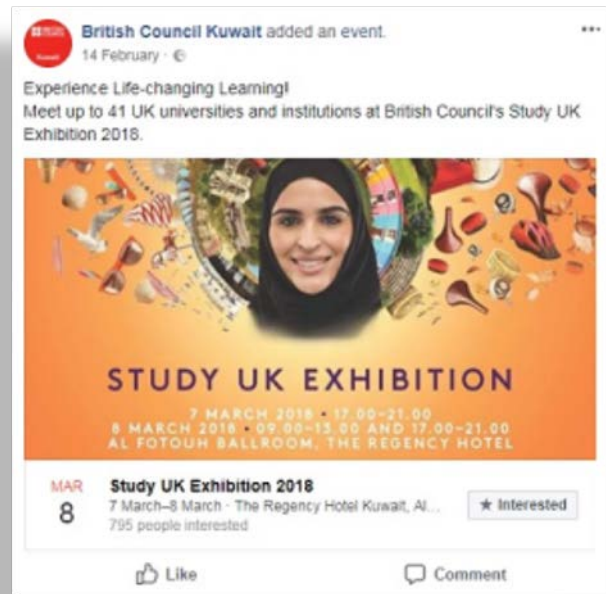 British Council Kuwait added an event.
14 February
Experience Life-changing Learning!
Meet up to 41 UK universities and institutions at British Council's Study UK
Exhibition 2018.
STUDY UK EXHIBITION
7 MARCH 2018 • 17.00-21.00
8 MARCH 2018 • 09.00-13.00 AND 17.00-21.00
AL FOTOUH BALLROOM, THE REGENCY HOTEL
MAR
8
Study UK Exhibition 2018
7 March–8 March · The Regency Hotel Kuwait, Al...
795 people interested
★ Interested
Like
Comment